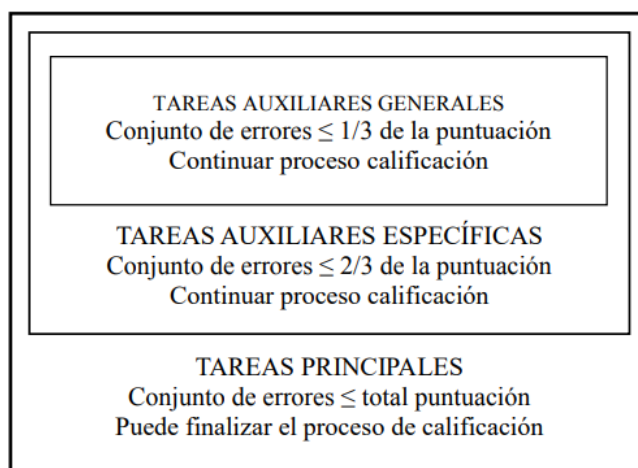 TAREAS AUXILIARES GENERALES
Conjunto de errores ≤ 1/3 de la puntuación
Continuar proceso calificación
TAREAS AUXILIARES ESPECÍFICAS
Conjunto de errores ≤ 2/3 de la puntuación
Continuar proceso calificación
TAREAS PRINCIPALES
Conjunto de errores ≤ total puntuación
Puede finalizar el proceso de calificación